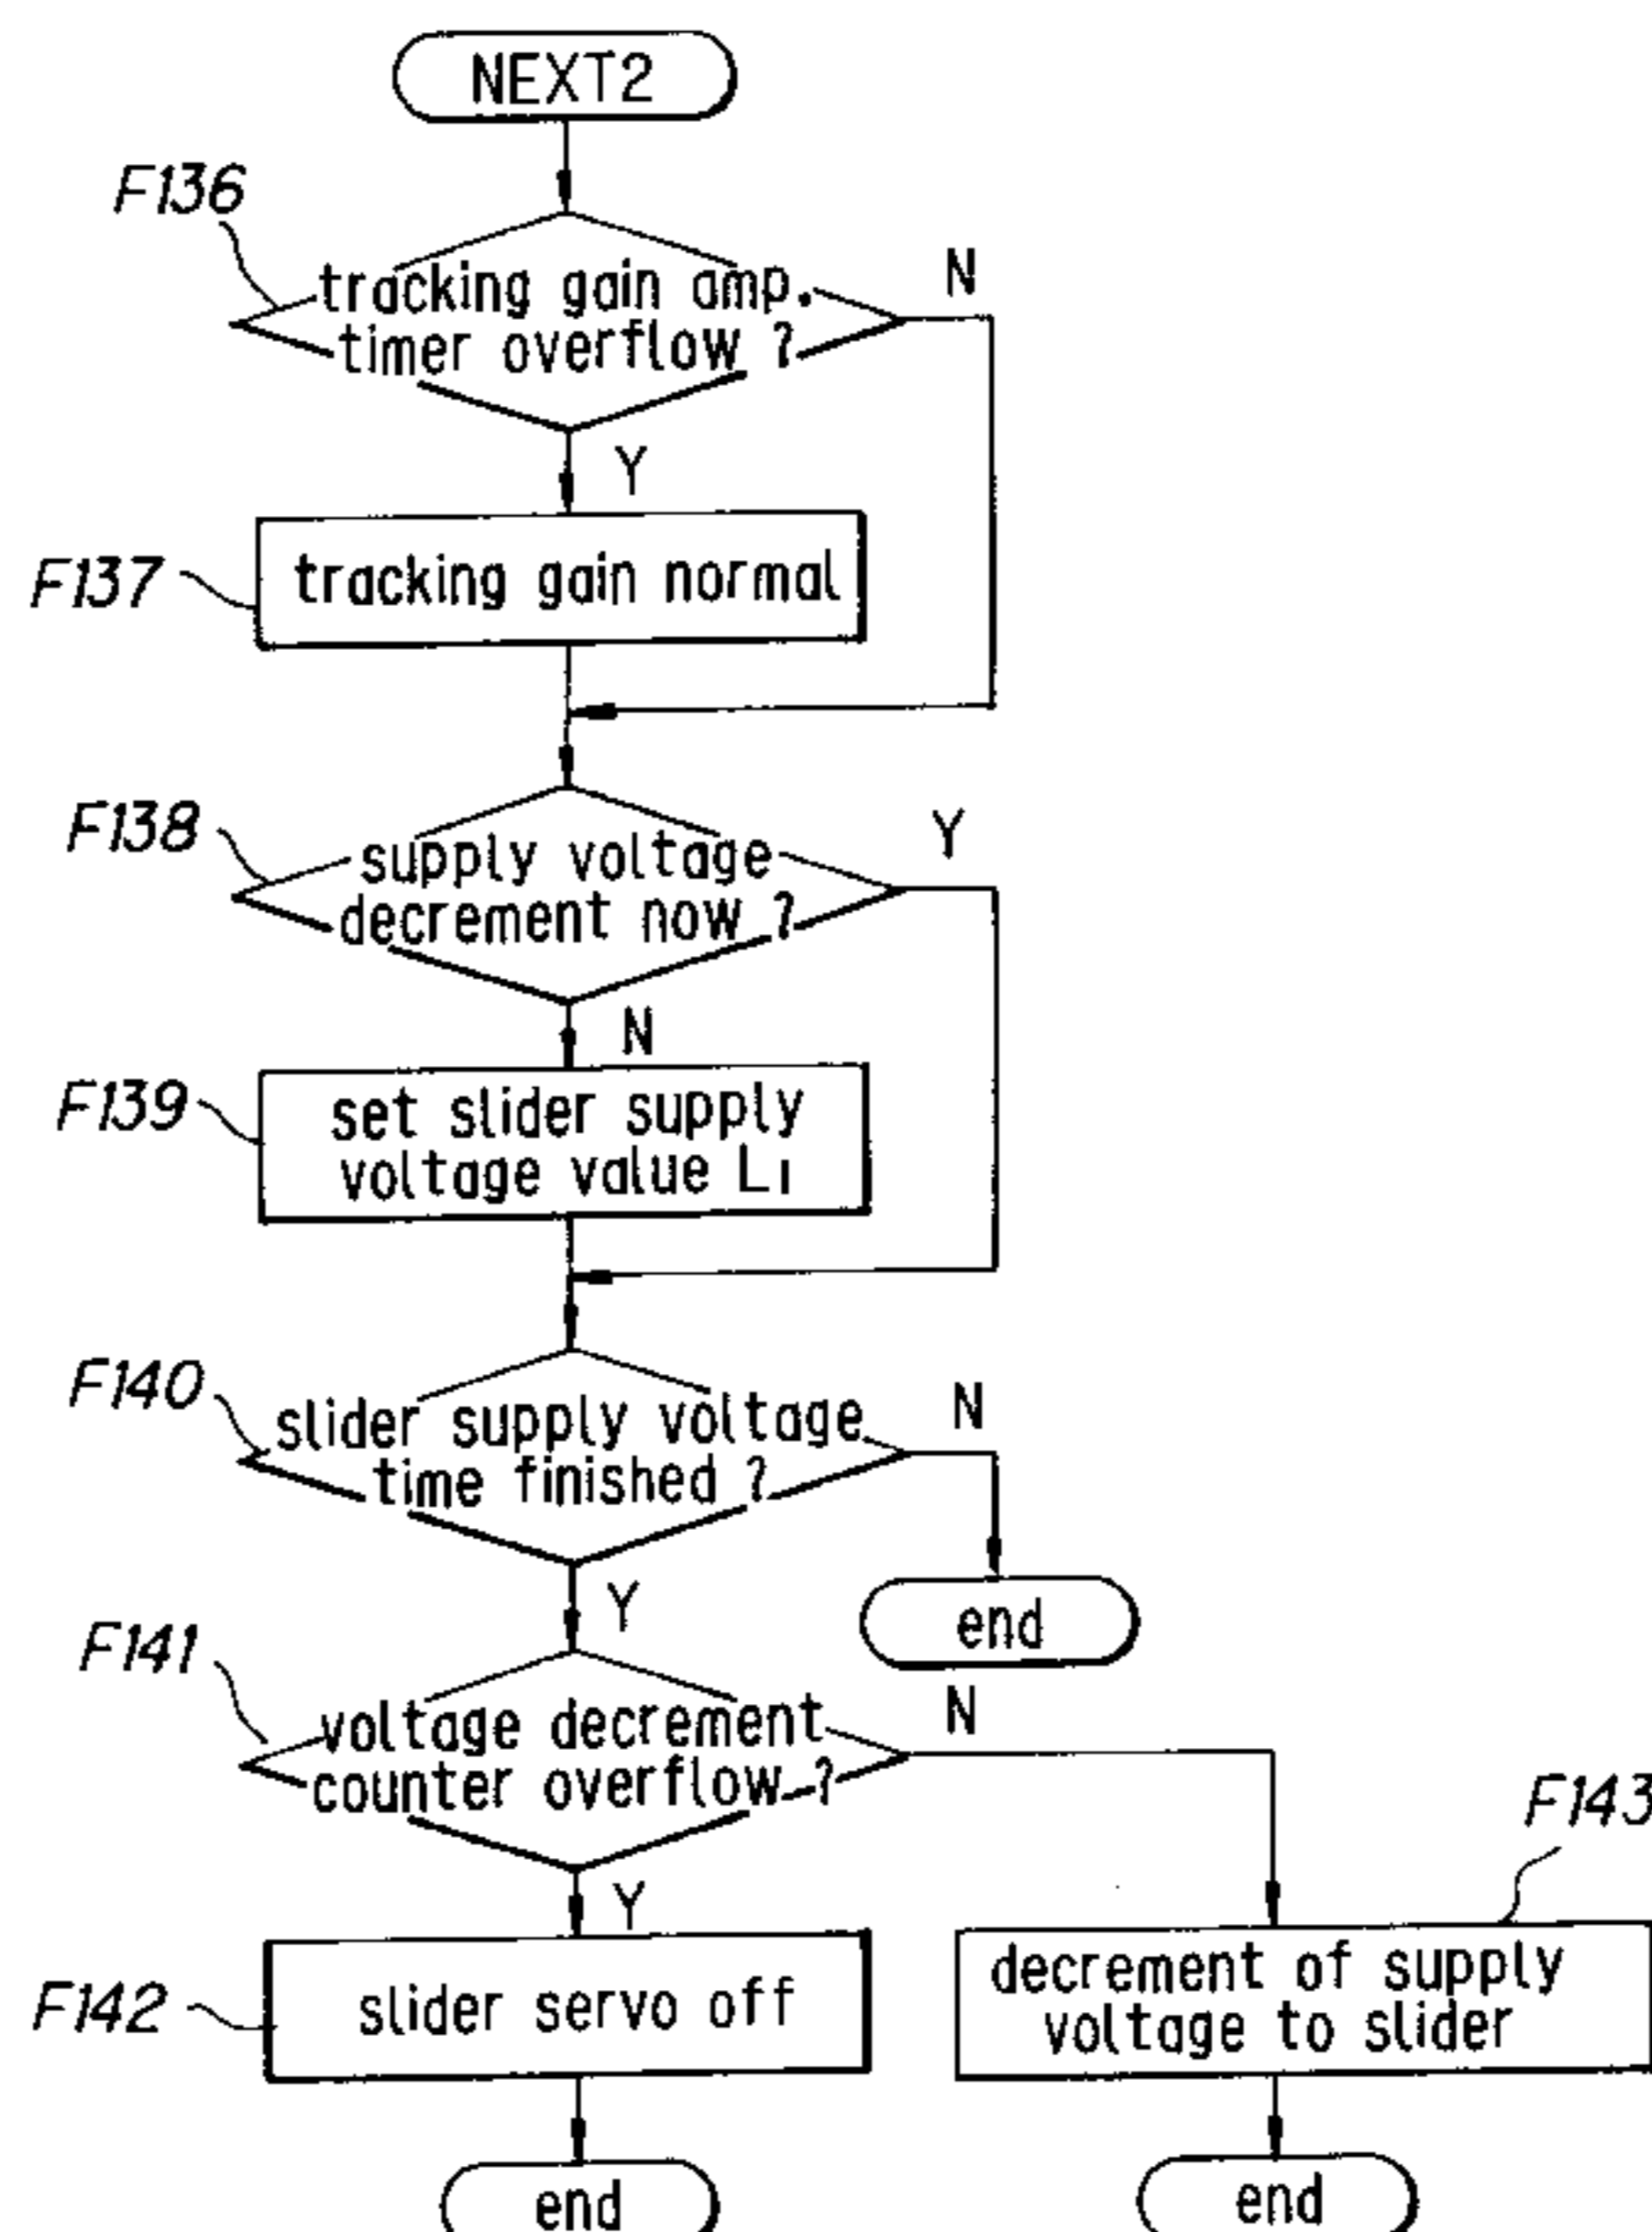 NEXT2
F136
tracking gain amp.
timer overflow ?
N
Y
F137
tracking gain normal
F138
supply voltage
decrement now ?
Y
N
F139
set slider supply
voltage value L1
F140
slider supply voltage
time finished ?
N
Y
end
F141
voltage decrement
counter overflow ?
N
Y
F143
F142
slider servo off
decrement of supply
voltage to slider
end
end